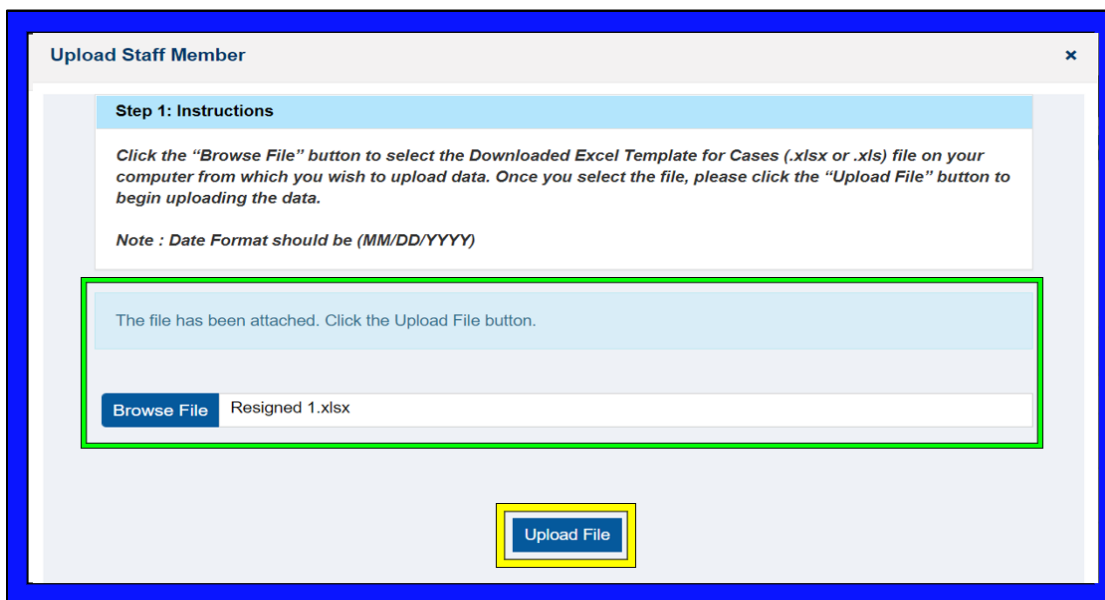 Upload Staff Member
×
Step 1: Instructions
Click the “Browse File” button to select the Downloaded Excel Template for Cases (.xlsx or .xls) file on your
computer from which you wish to upload data. Once you select the file, please click the “Upload File” button to
begin uploading the data.
Note : Date Format should be (MM/DD/YYYY)
The file has been attached. Click the Upload File button.
Browse File Resigned 1.xlsx
Upload File